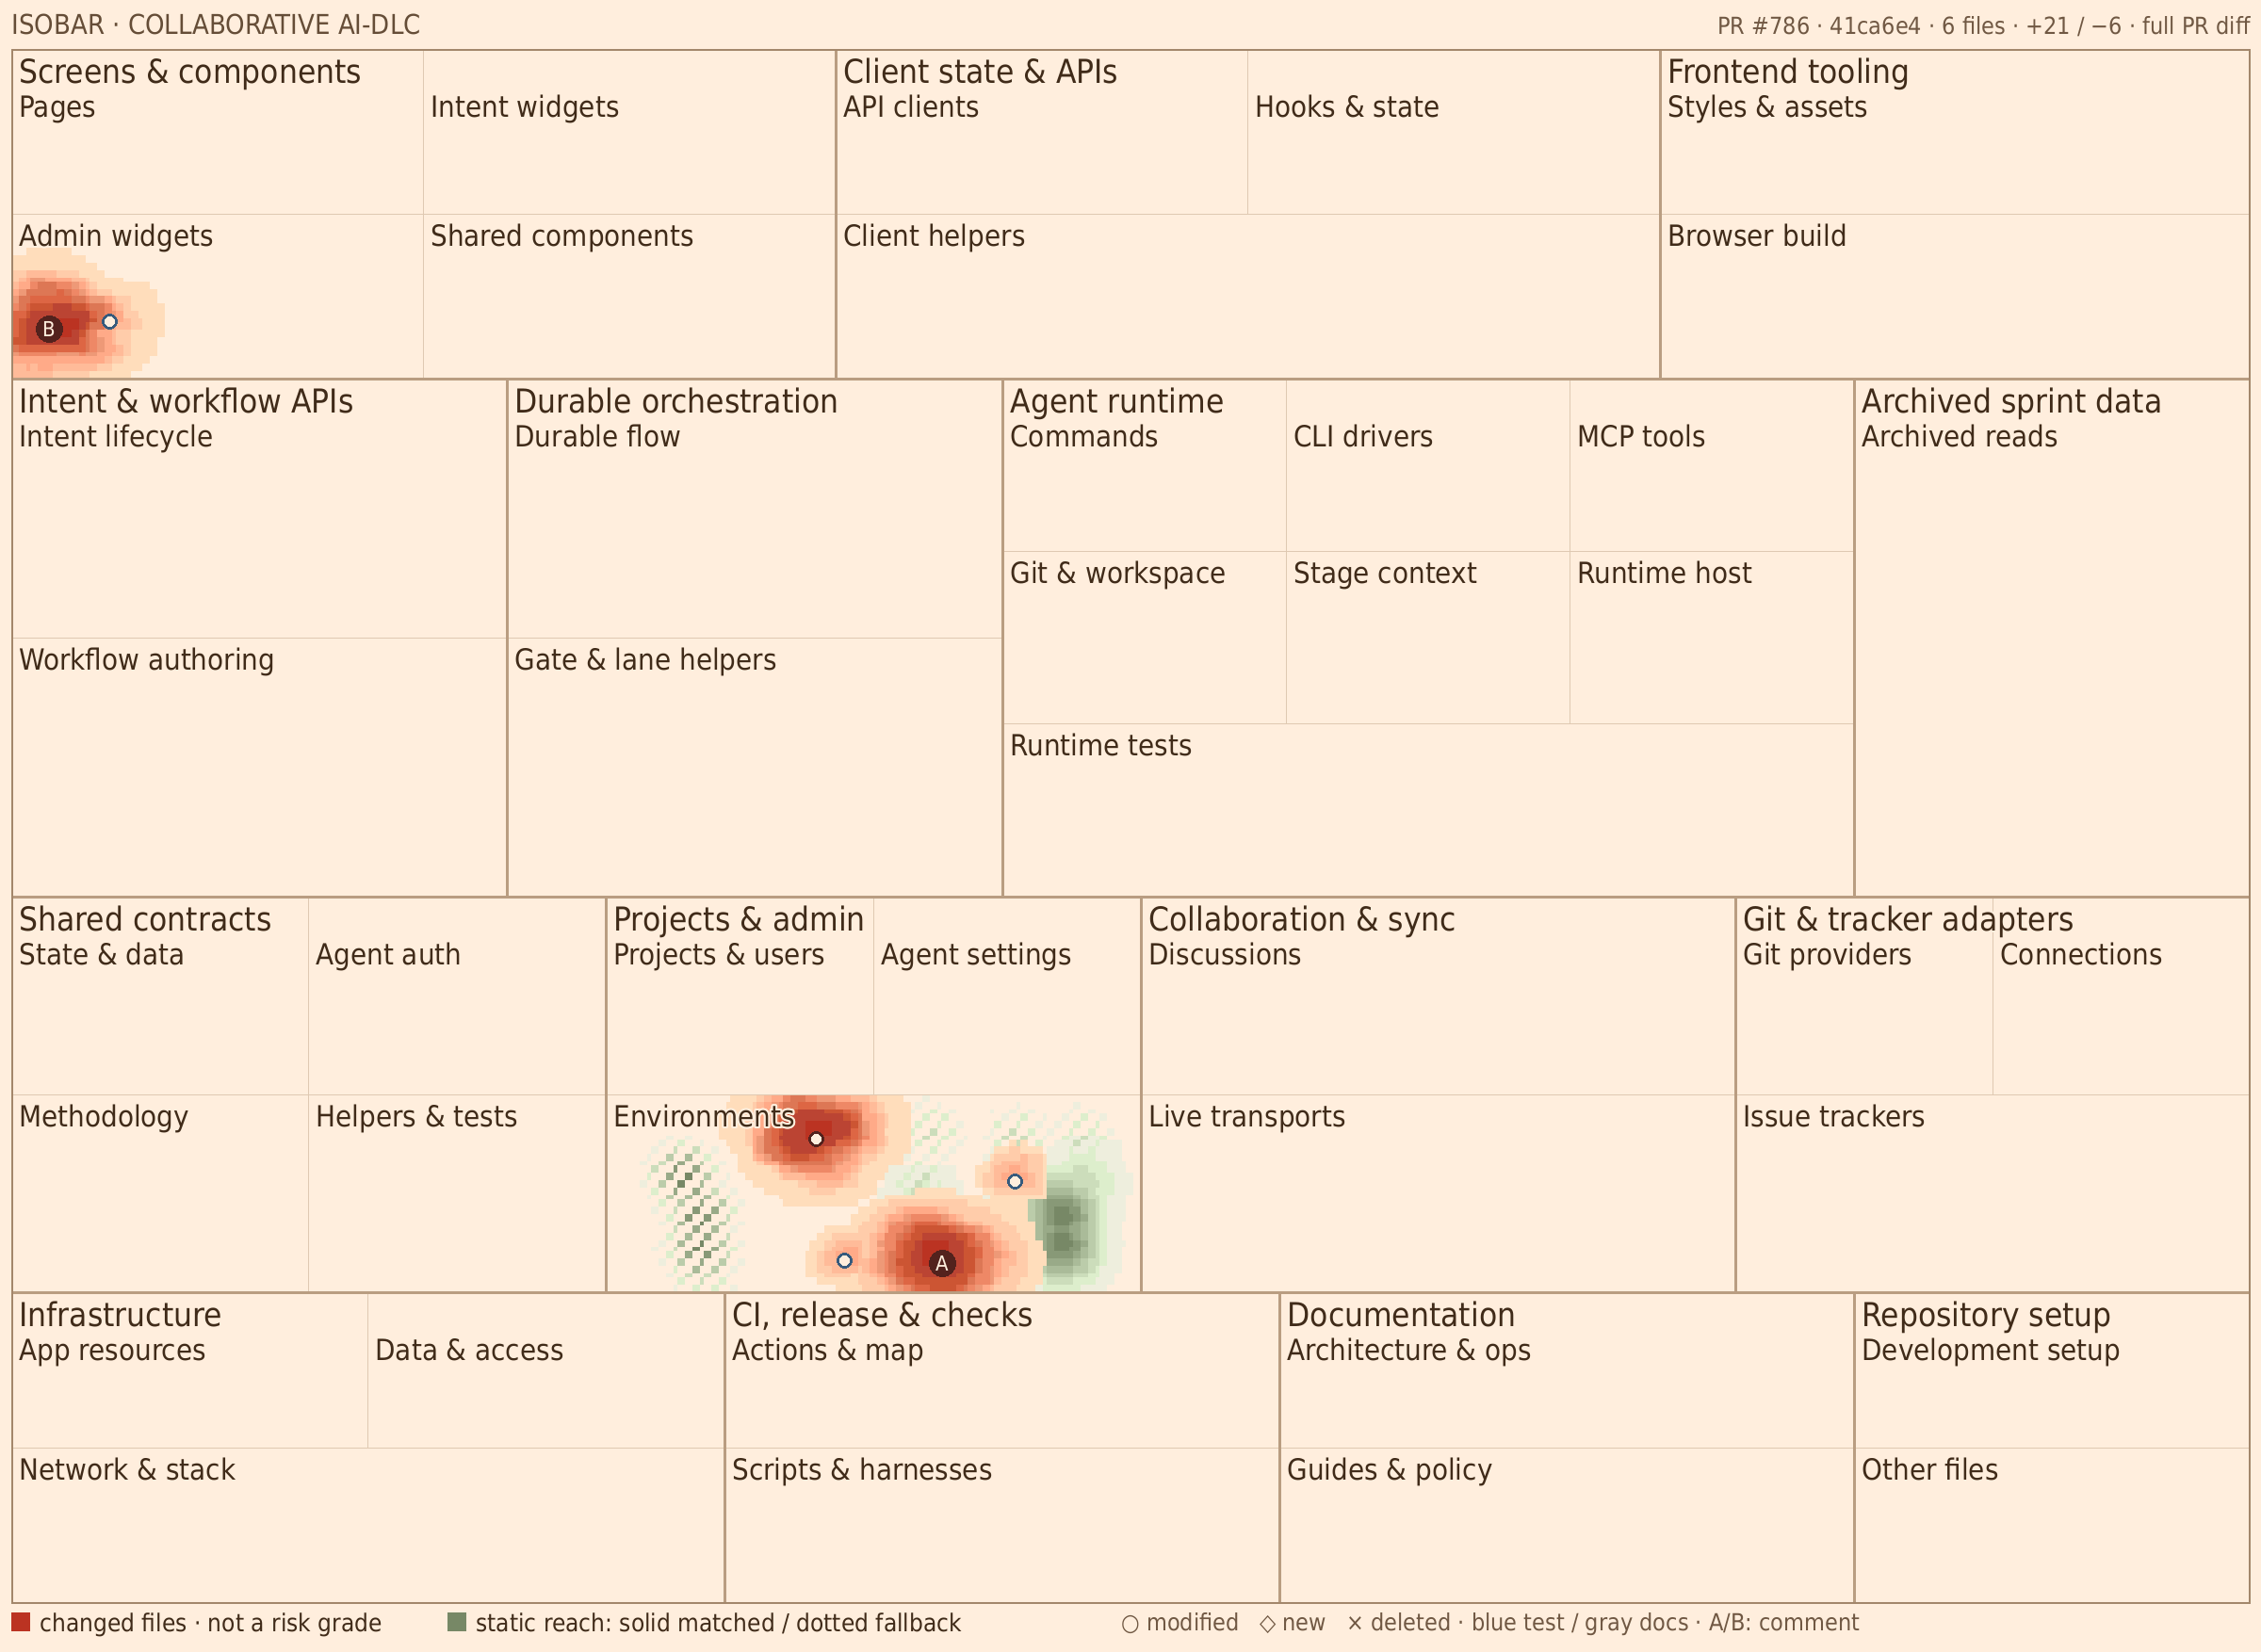 ISOBAR · COLLABORATIVE AI-DLC
PR #786 · 41ca6e4 · 6 files · +21 / −6 · full PR diff
Screens & components
Pages
Intent widgets
Client state & APIs
API clients
Hooks & state
Frontend tooling
Styles & assets
Admin widgets
Shared components
Client helpers
Browser build
B
Intent & workflow APIs
Intent lifecycle
Durable orchestration
Durable flow
Agent runtime
Commands
CLI drivers
MCP tools
Archived sprint data
Archived reads
Git & workspace
Stage context
Runtime host
Workflow authoring
Gate & lane helpers
Runtime tests
Shared contracts
State & data
Agent auth
Projects & admin
Projects & users
Agent settings
Collaboration & sync
Discussions
Git & tracker adapters
Git providers
Connections
Methodology
Helpers & tests
Environments
Live transports
Issue trackers
A
Infrastructure
App resources
Data & access
CI, release & checks
Actions & map
Documentation
Architecture & ops
Repository setup
Development setup
Network & stack
Scripts & harnesses
Guides & policy
Other files
changed files · not a risk grade
static reach: solid matched / dotted fallback
○ modified ◇ new × deleted · blue test / gray docs · A/B: comment